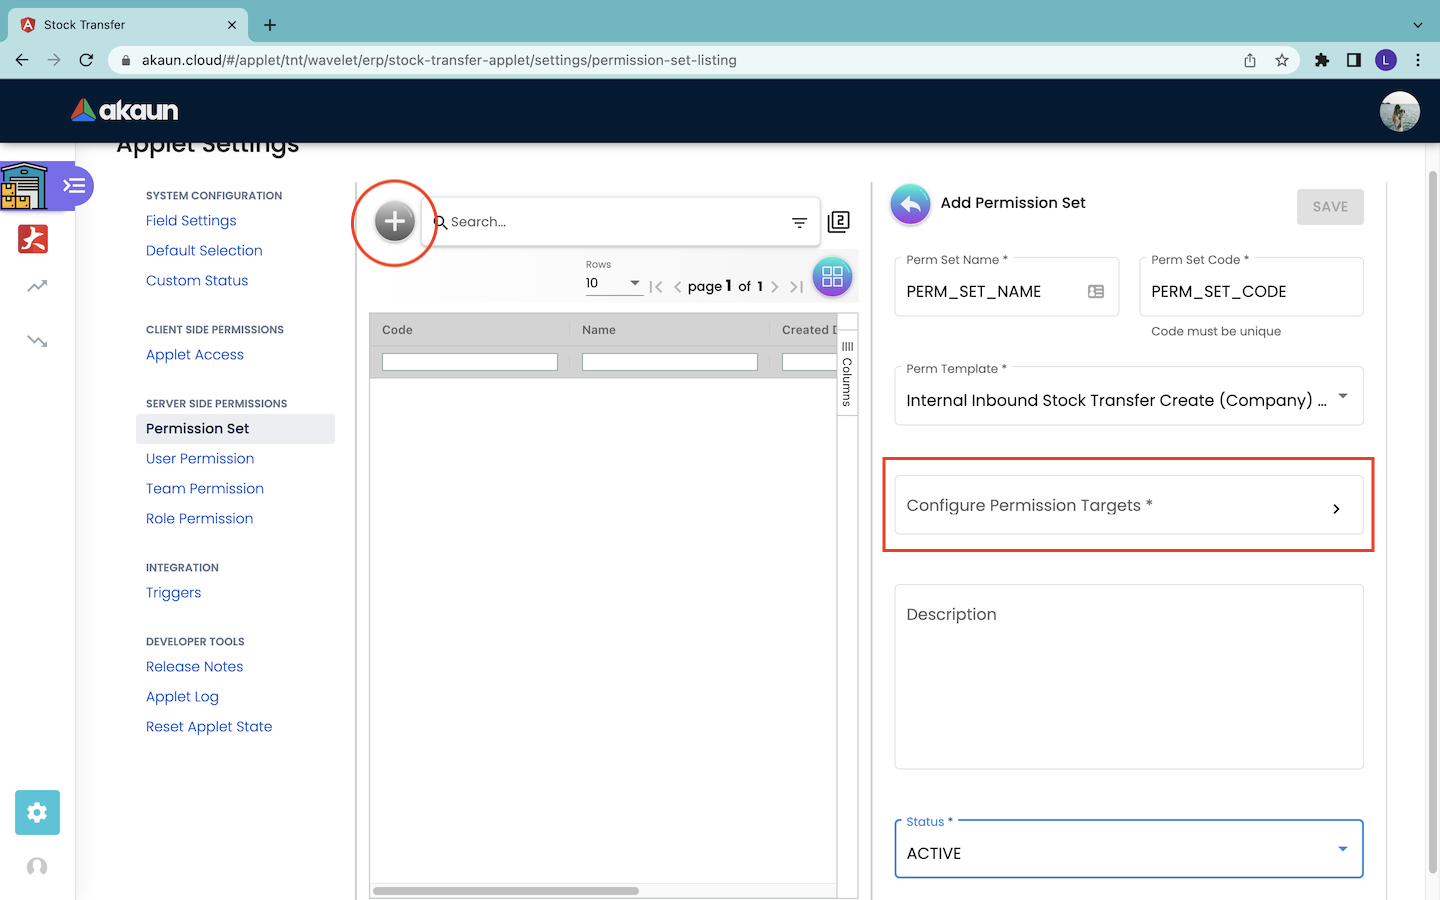 Stock Transfer
akaun.cloud/#/applet/tnt/wavelet/erp/stock-transfer-applet/settings/permission-set-listing
L
akaun
Applet Settings
SYSTEM CONFIGURATION
Field Settings
Default Selection
Custom Status
CLIENT SIDE PERMISSIONS
Applet Access
SERVER SIDE PERMISSIONS
Permission Set
User Permission
Team Permission
Role Permission
INTEGRATION
Triggers
DEVELOPER TOOLS
Release Notes
Applet Log
Reset Applet State
Search...
2
Rows
10
page 1 of 1
Code
Name
Created D
Columns
Add Permission Set
SAVE
Perm Set Name *
PERM_SET_NAME
Perm Set Code *
PERM_SET_CODE
Code must be unique
Perm Template *
Internal Inbound Stock Transfer Create (Company) ...
Configure Permission Targets *
Description
Status *
ACTIVE